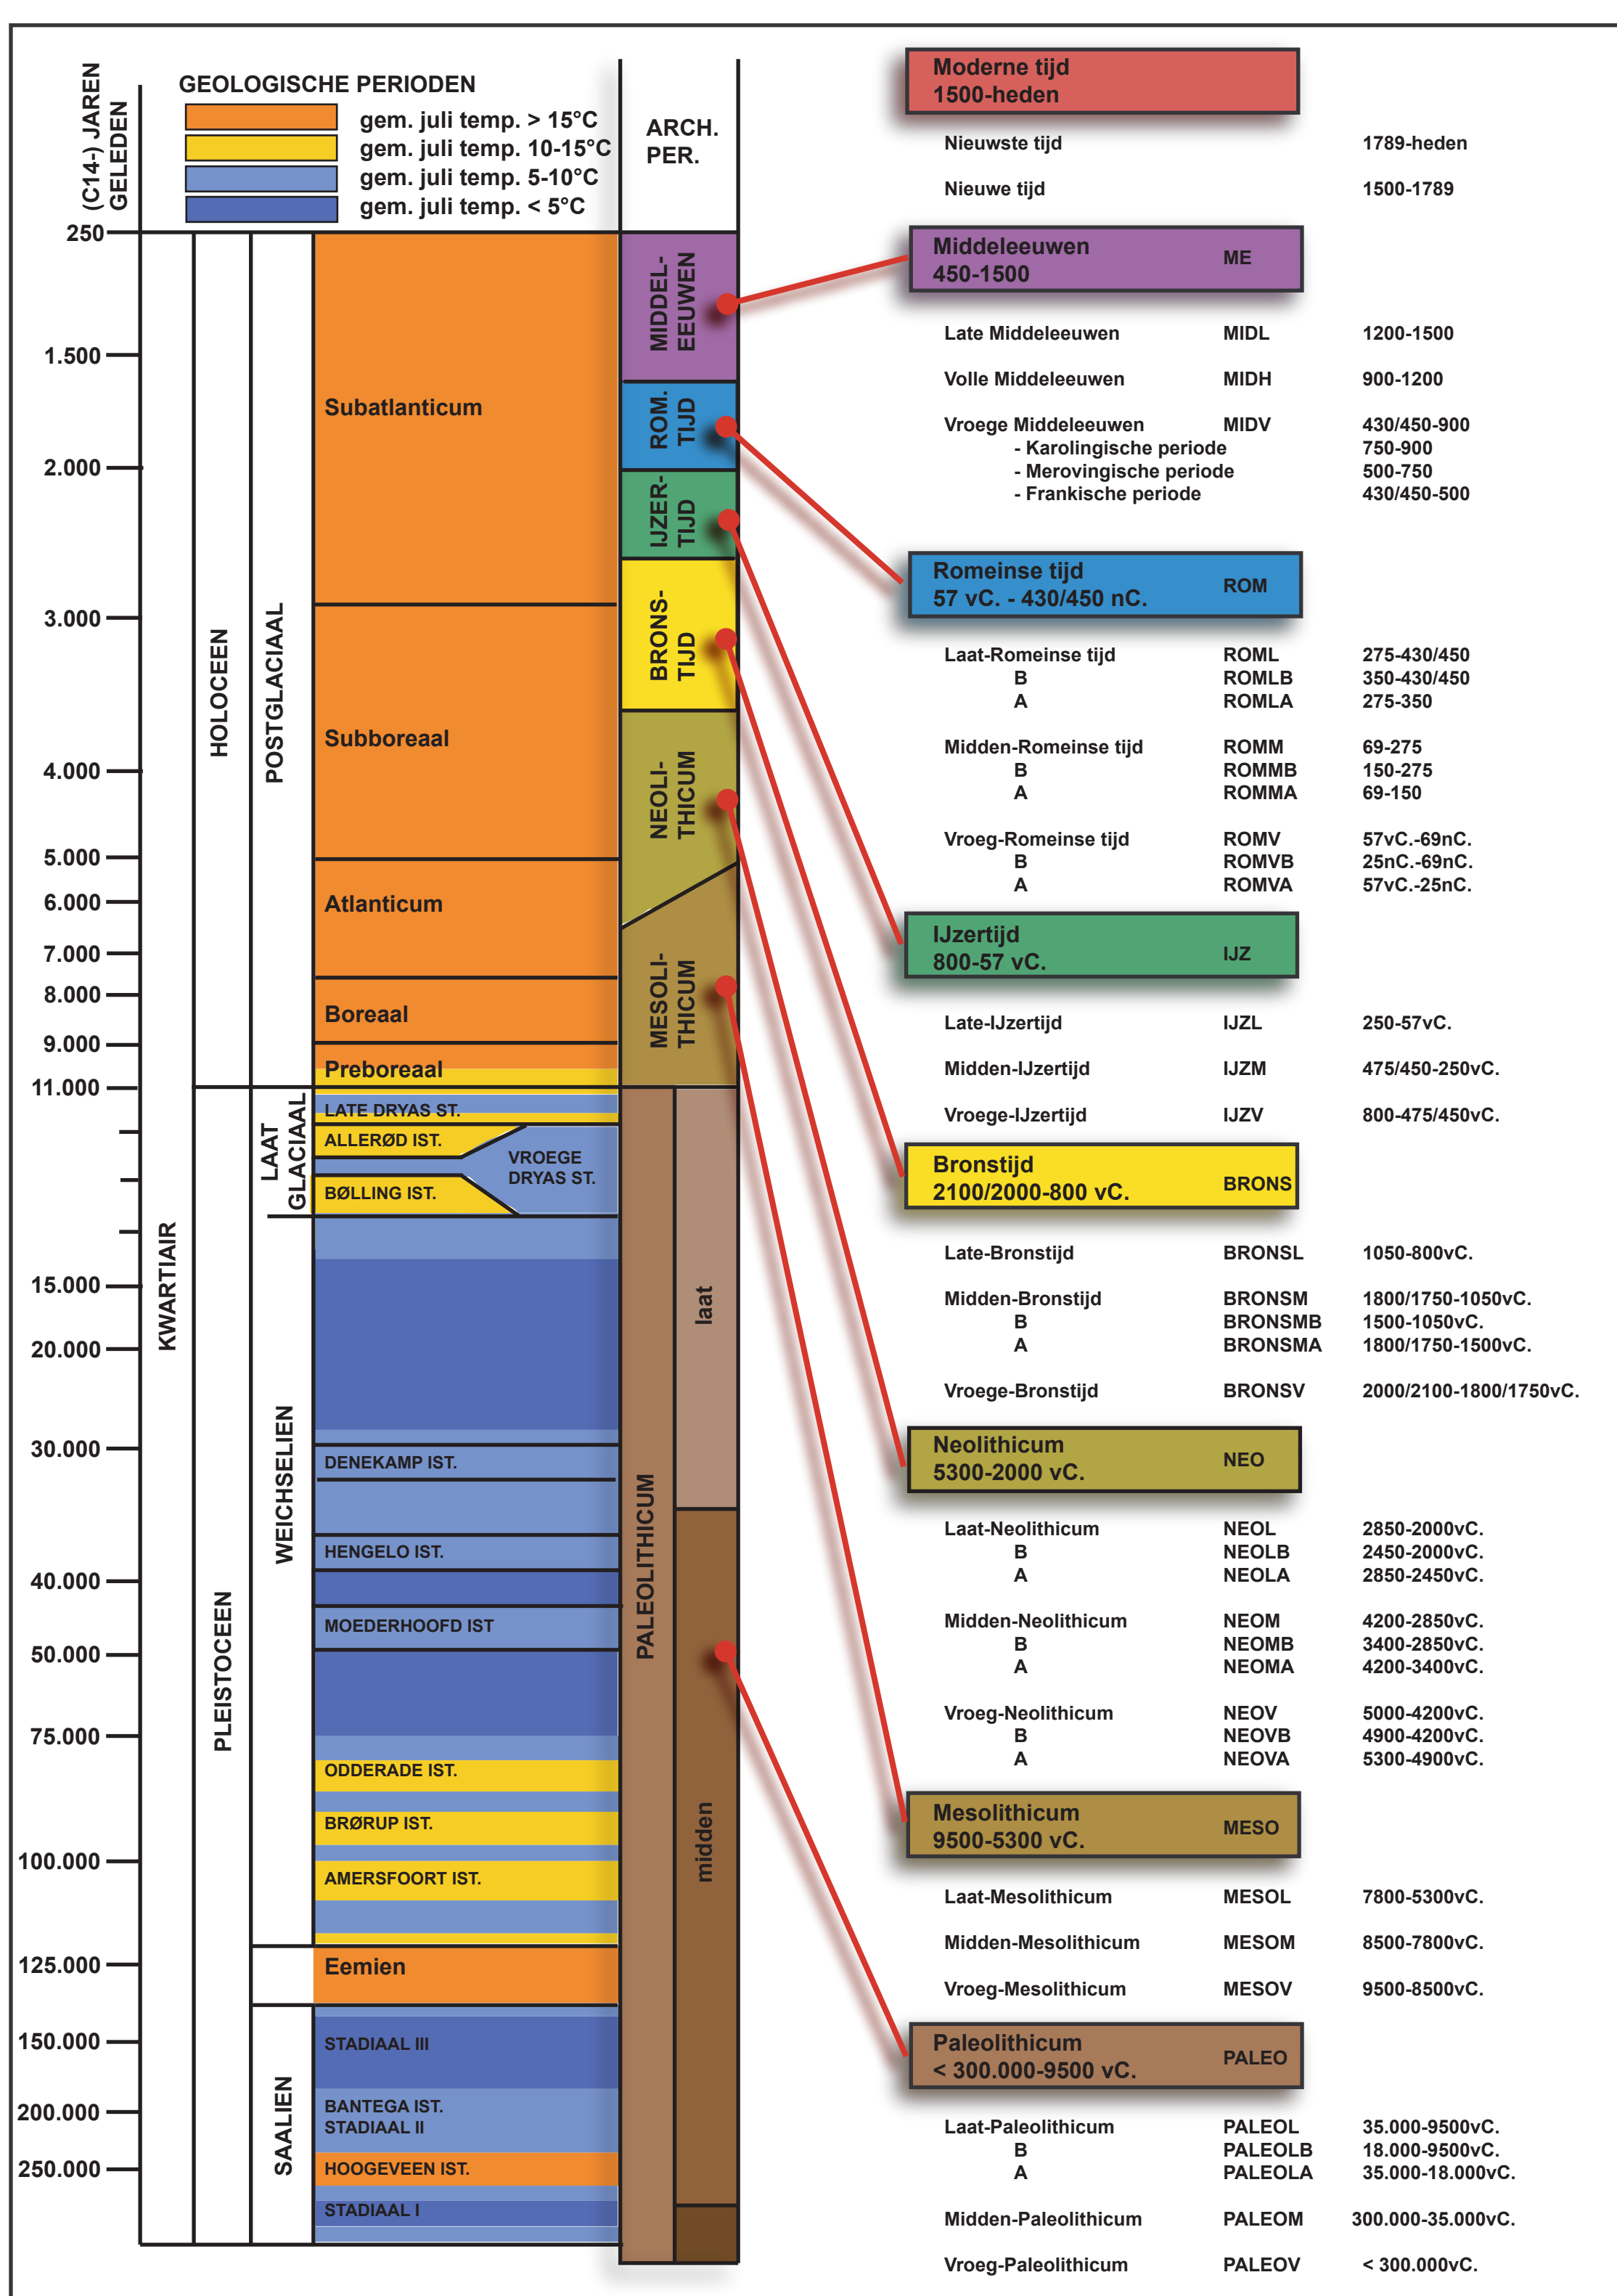 (C14-) JAREN
GELEDEN
GEOLOGISCHE PERIODEN
gem. juli temp. > 15°C
gem. juli temp. 10-15°C
gem. juli temp. 5-10°C
gem. juli temp. < 5°C
ARCH.
PER.
250
1.500
2.000
3.000
4.000
5.000
6.000
7.000
8.000
9.000
11.000
15.000
20.000
30.000
40.000
50.000
75.000
100.000
125.000
150.000
200.000
250.000
KWARTIAIR
HOLOCEEN
PLEISTOCEEN
POSTGLACIAAL
LAAT
GLACIAAL
WEICHSELIEN
SAALIEN
Subatlanticum
Subboreaal
Atlanticum
Boreaal
Preboreaal
LATE DRYAS ST.
ALLERØD IST.
VROEGE
DRYAS ST.
BØLLING IST.
DENEKAMP IST.
HENGELO IST.
MOEDERHOOFD IST
ODDERADE IST.
BRØRUP IST.
AMERSFOORT IST.
Eemien
STADIAAL III
BANTEGA IST.
STADIAAL II
HOOGEVEEN IST.
STADIAAL I
MIDDEL-
EEUWEN
ROM.
TIJD
IJZER-
TIJD
BRONS-
TIJD
NEOLI-
THICUM
MESOLI-
THICUM
PALEOLITHICUM
laat
midden
Moderne tijd
1500-heden
Nieuwste tijd 1789-heden
Nieuwe tijd 1500-1789
Middeleeuwen ME
450-1500
Late Middeleeuwen MIDL 1200-1500
Volle Middeleeuwen MIDH 900-1200
Vroege Middeleeuwen MIDV 430/450-900
- Karolingische periode 750-900
- Merovingische periode 500-750
- Frankische periode 430/450-500
Romeinse tijd ROM
57 vC. - 430/450 nC.
Laat-Romeinse tijd ROML 275-430/450
B ROMLB 350-430/450
A ROMLA 275-350
Midden-Romeinse tijd ROMM 69-275
B ROMMB 150-275
A ROMMA 69-150
Vroeg-Romeinse tijd ROMV 57vC.-69nC.
B ROMVB 25nC.-69nC.
A ROMVA 57vC.-25nC.
IJzertijd IJZ
800-57 vC.
Late-IJzertijd IJZL 250-57vC.
Midden-IJzertijd IJZM 475/450-250vC.
Vroege-IJzertijd IJZV 800-475/450vC.
Bronstijd BRONS
2100/2000-800 vC.
Late-Bronstijd BRONSL 1050-800vC.
Midden-Bronstijd BRONSM 1800/1750-1050vC.
B BRONSMB 1500-1050vC.
A BRONSMA 1800/1750-1500vC.
Vroege-Bronstijd BRONSV 2000/2100-1800/1750vC.
Neolithicum NEO
5300-2000 vC.
Laat-Neolithicum NEOL 2850-2000vC.
B NEOLB 2450-2000vC.
A NEOLA 2850-2450vC.
Midden-Neolithicum NEOM 4200-2850vC.
B NEOMB 3400-2850vC.
A NEOMA 4200-3400vC.
Vroeg-Neolithicum NEOV 5000-4200vC.
B NEOVB 4900-4200vC.
A NEOVA 5300-4900vC.
Mesolithicum MESO
9500-5300 vC.
Laat-Mesolithicum MESOL 7800-5300vC.
Midden-Mesolithicum MESOM 8500-7800vC.
Vroeg-Mesolithicum MESOV 9500-8500vC.
Paleolithicum PALEO
< 300.000-9500 vC.
Laat-Paleolithicum PALEOL 35.000-9500vC.
B PALEOLB 18.000-9500vC.
A PALEOLA 35.000-18.000vC.
Midden-Paleolithicum PALEOM 300.000-35.000vC.
Vroeg-Paleolithicum PALEOV < 300.000vC.